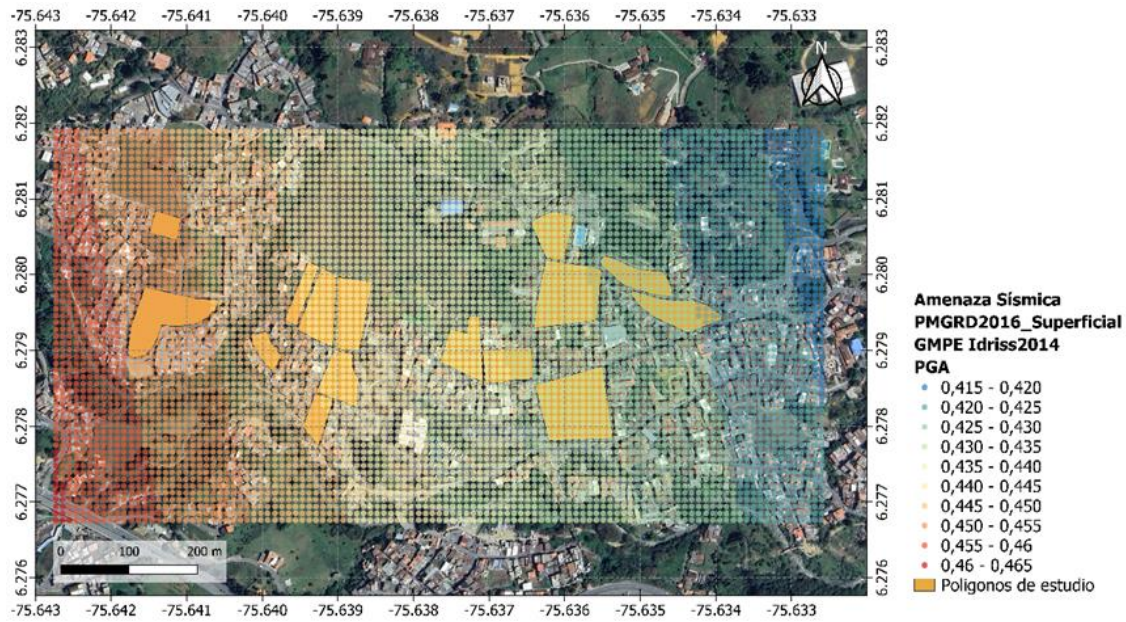 -75.643 -75.642 -75.641 -75.640 -75.639 -75.638 -75.637 -75.636 -75.635 -75.634 -75.633
6.283 6.283
N
6.282 6.282
6.281 6.281
6.280 6.280
6.279 6.279
6.278 6.278
6.277 6.277
6.276 6.276
0 100 200 m
-75.643 -75.642 -75.641 -75.640 -75.639 -75.638 -75.637 -75.636 -75.635 -75.634 -75.633
Amenaza Sísmica
PMGRD2016_Superficial
GMPE Idriss2014
PGA
0,415 - 0,420
0,420 - 0,425
0,425 - 0,430
0,430 - 0,435
0,435 - 0,440
0,440 - 0,445
0,445 - 0,450
0,450 - 0,455
0,455 - 0,46
0,46 - 0,465
Poligonos de estudio